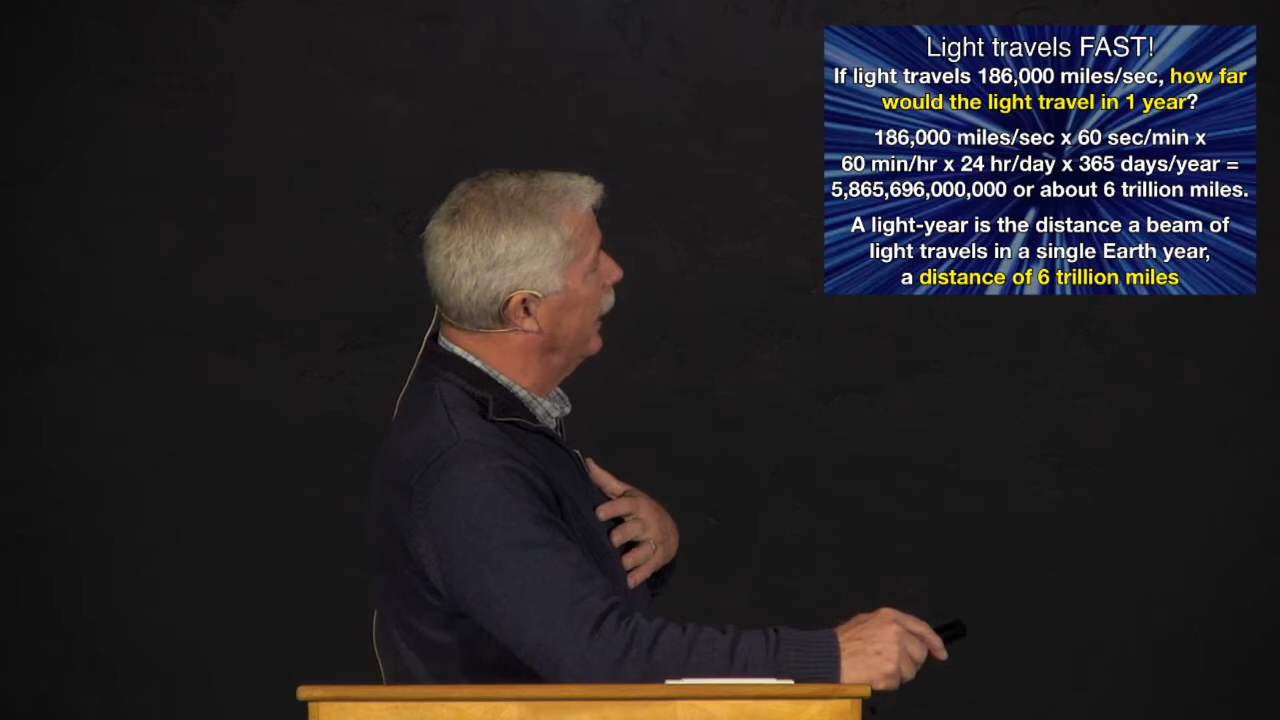 Light travels FAST!
If light travels 186,000 miles/sec, how far
would the light travel in 1 year?
186,000 miles/sec x 60 sec/min x
60 min/hr x 24 hr/day x 365 days/year =
5,865,696,000,000 or about 6 trillion miles.
A light-year is the distance a beam of
light travels in a single Earth year,
a distance of 6 trillion miles